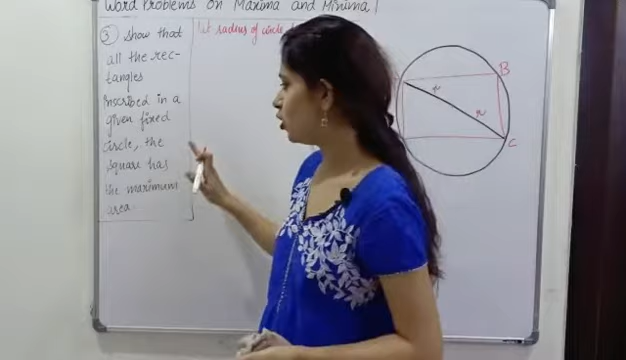 Word Problems on Maxima and Minima!
③ Show that
all the rec-
tangles
inscribed in a
given fixed
circle, the
square has
the maximum
area.
let radius of circle
B
r
r
C